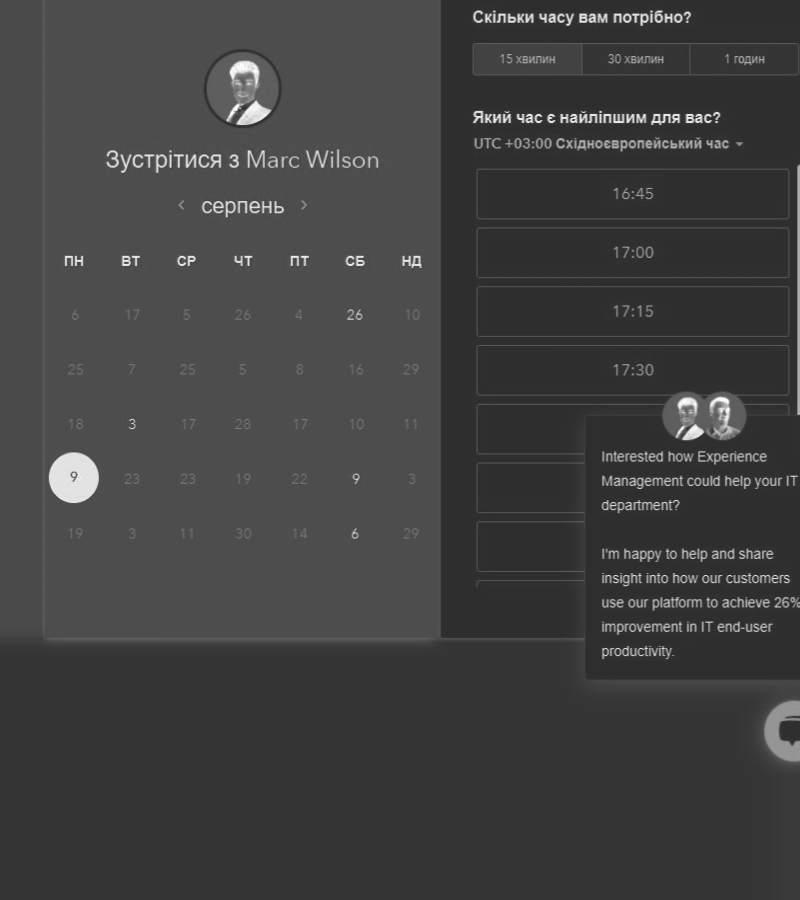 Зустрітися з Marc Wilson
серпень
ПН ВТ СР ЧТ ПТ СБ НД
6 17 5 26 4 26 10
25 7 25 5 8 16 29
18 3 17 28 17 10 11
9 23 23 19 22 9 3
19 3 11 30 14 6 29
Скільки часу вам потрібно?
15 хвилин 30 хвилин 1 годин
Який час є найліпшим для вас?
UTC +03:00 Східноєвропейський час
16:45
17:00
17:15
17:30
Interested how Experience
Management could help your IT
department?
I'm happy to help and share
insight into how our customers
use our platform to achieve 26%
improvement in IT end-user
productivity.